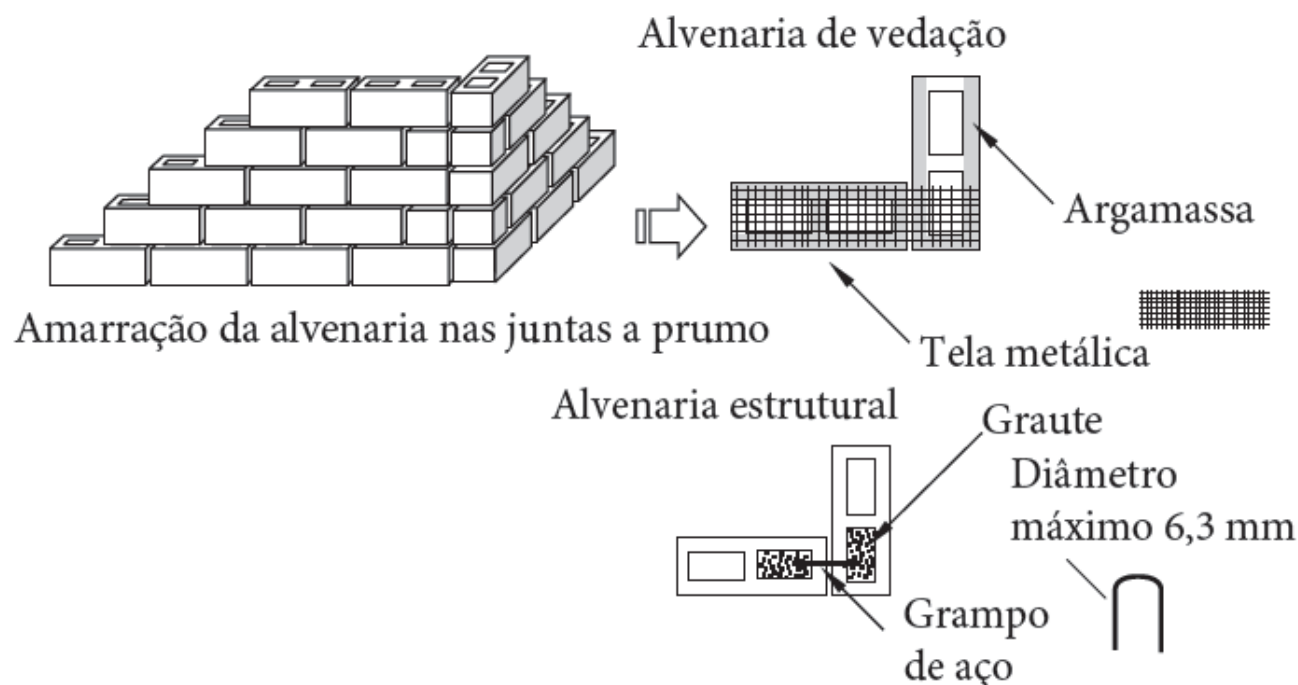 Alvenaria de vedação
Argamassa
Amarração da alvenaria nas juntas a prumo
Tela metálica
Alvenaria estrutural
Graute
Diâmetro
máximo 6,3 mm
Grampo
de aço